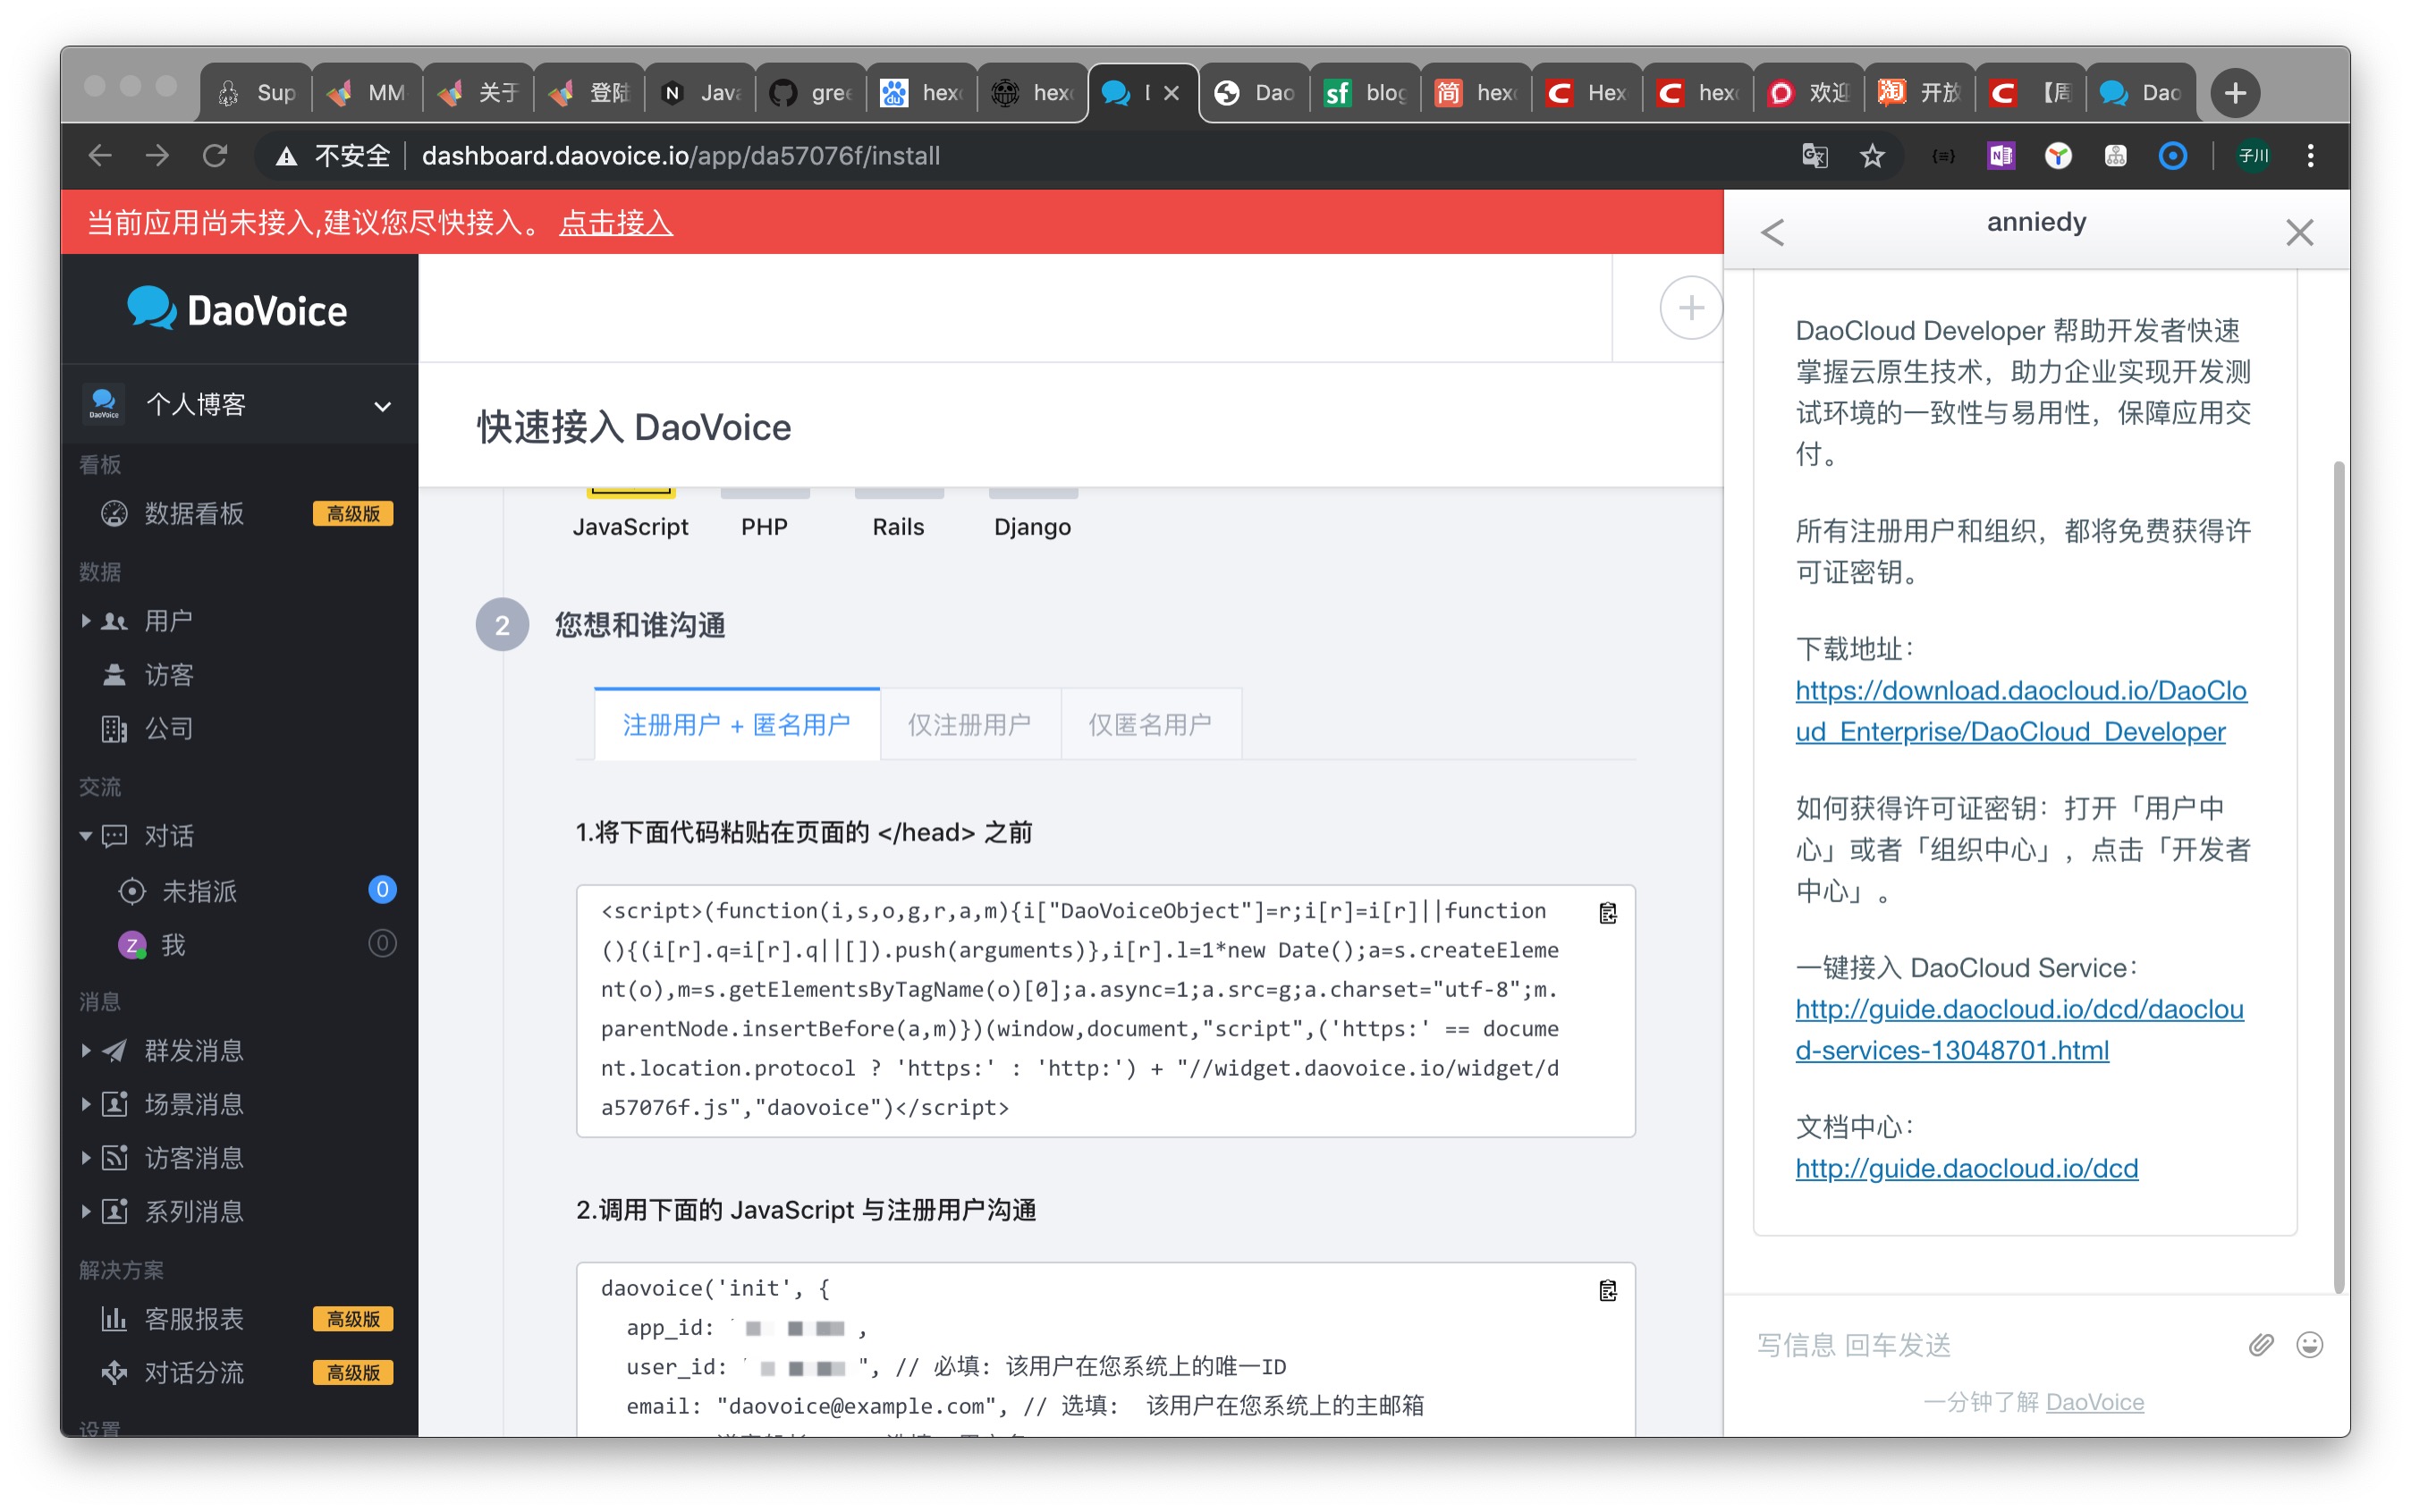 Sup
MM
关于
登陆
Java
gree
hexo
hexo
Dao
sf
blog
简
hexo
Hex
hexo
欢迎
淘
开放
【周
Dao
不安全
dashboard.daovoice.io/app/da57076f/install
子川
当前应用尚未接入,建议您尽快接入。 点击接入
DaoVoice
个人博客
看板
数据看板 高级版
数据
用户
访客
公司
交流
对话
未指派 0
Z 我 0
消息
群发消息
场景消息
访客消息
系列消息
解决方案
客服报表 高级版
对话分流 高级版
设置
快速接入 DaoVoice
JavaScript PHP Rails Django
2 您想和谁沟通
注册用户 + 匿名用户 仅注册用户 仅匿名用户
1.将下面代码粘贴在页面的 </head> 之前
<script>(function(i,s,o,g,r,a,m){i["DaoVoiceObject"]=r;i[r]=i[r]||function
(){(i[r].q=i[r].q||[]).push(arguments)},i[r].l=1*new Date();a=s.createEleme
nt(o),m=s.getElementsByTagName(o)[0];a.async=1;a.src=g;a.charset="utf-8";m.
parentNode.insertBefore(a,m)})(window,document,"script",('https:' == docume
nt.location.protocol ? 'https:' : 'http:') + "//widget.daovoice.io/widget/d
a57076f.js","daovoice")</script>
2.调用下面的 JavaScript 与注册用户沟通
daovoice('init', {
app_id: ,
user_id: ", // 必填: 该用户在您系统上的唯一ID
email: "daovoice@example.com", // 选填: 该用户在您系统上的主邮箱
anniedy
DaoCloud Developer 帮助开发者快速
掌握云原生技术，助力企业实现开发测
试环境的一致性与易用性，保障应用交
付。
所有注册用户和组织，都将免费获得许
可证密钥。
下载地址：
https://download.daocloud.io/DaoClo
ud_Enterprise/DaoCloud_Developer
如何获得许可证密钥：打开「用户中
心」或者「组织中心」，点击「开发者
中心」。
一键接入 DaoCloud Service：
http://guide.daocloud.io/dcd/daoclou
d-services-13048701.html
文档中心：
http://guide.daocloud.io/dcd
写信息 回车发送
一分钟了解 DaoVoice